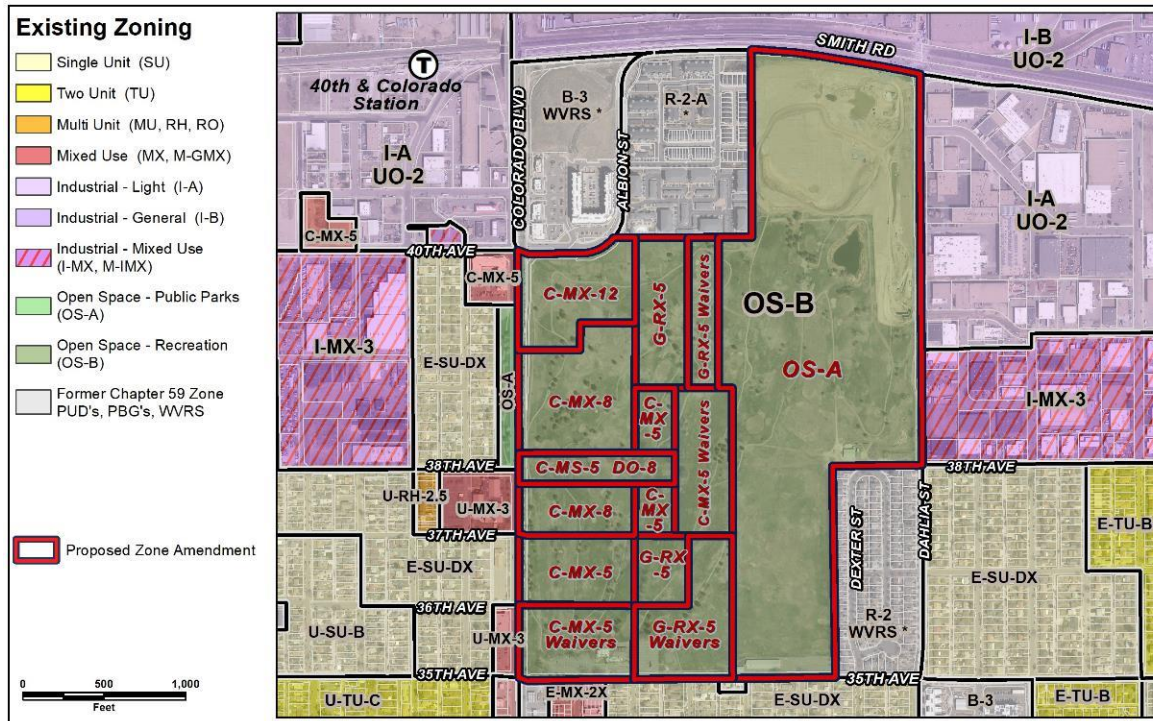 Existing Zoning
Single Unit (SU)
Two Unit (TU)
Multi Unit (MU, RH, RO)
Mixed Use (MX, M-GMX)
Industrial - Light (I-A)
Industrial - General (I-B)
Industrial - Mixed Use
(I-MX, M-IMX)
Open Space - Public Parks
(OS-A)
Open Space - Recreation
(OS-B)
Former Chapter 59 Zone
PUD's, PBG's, WVRS
Proposed Zone Amendment
0 500 1,000
Feet
T
40th & Colorado
Station
COLORADO BLVD
B-3
WVRS *
ALBION ST
R-2-A
*
SMITH RD
I-B
UO-2
I-A
UO-2
I-A
UO-2
C-MX-5
40TH AVE
C-MX-5
I-MX-3
E-SU-DX
OS-A
C-MX-12
G-RX-5
G-RX-5 Waivers
OS-B
OS-A
I-MX-3
C-MX-8
C-
MX
-5
C-MX-5 Waivers
38TH AVE
C-MS-5 DO-8
38TH AVE
U-RH-2.5
U-MX-3
C-MX-8
C-
MX
-5
37TH AVE
DEXTER ST
DAHLIA ST
E-TU-B
E-SU-DX
C-MX-5
G-RX
-5
E-SU-DX
36TH AVE
U-SU-B
U-MX-3
C-MX-5
Waivers
G-RX-5
Waivers
R-2
WVRS *
35TH AVE
35TH AVE
U-TU-C
E-MX-2X
E-SU-DX
B-3
E-TU-B